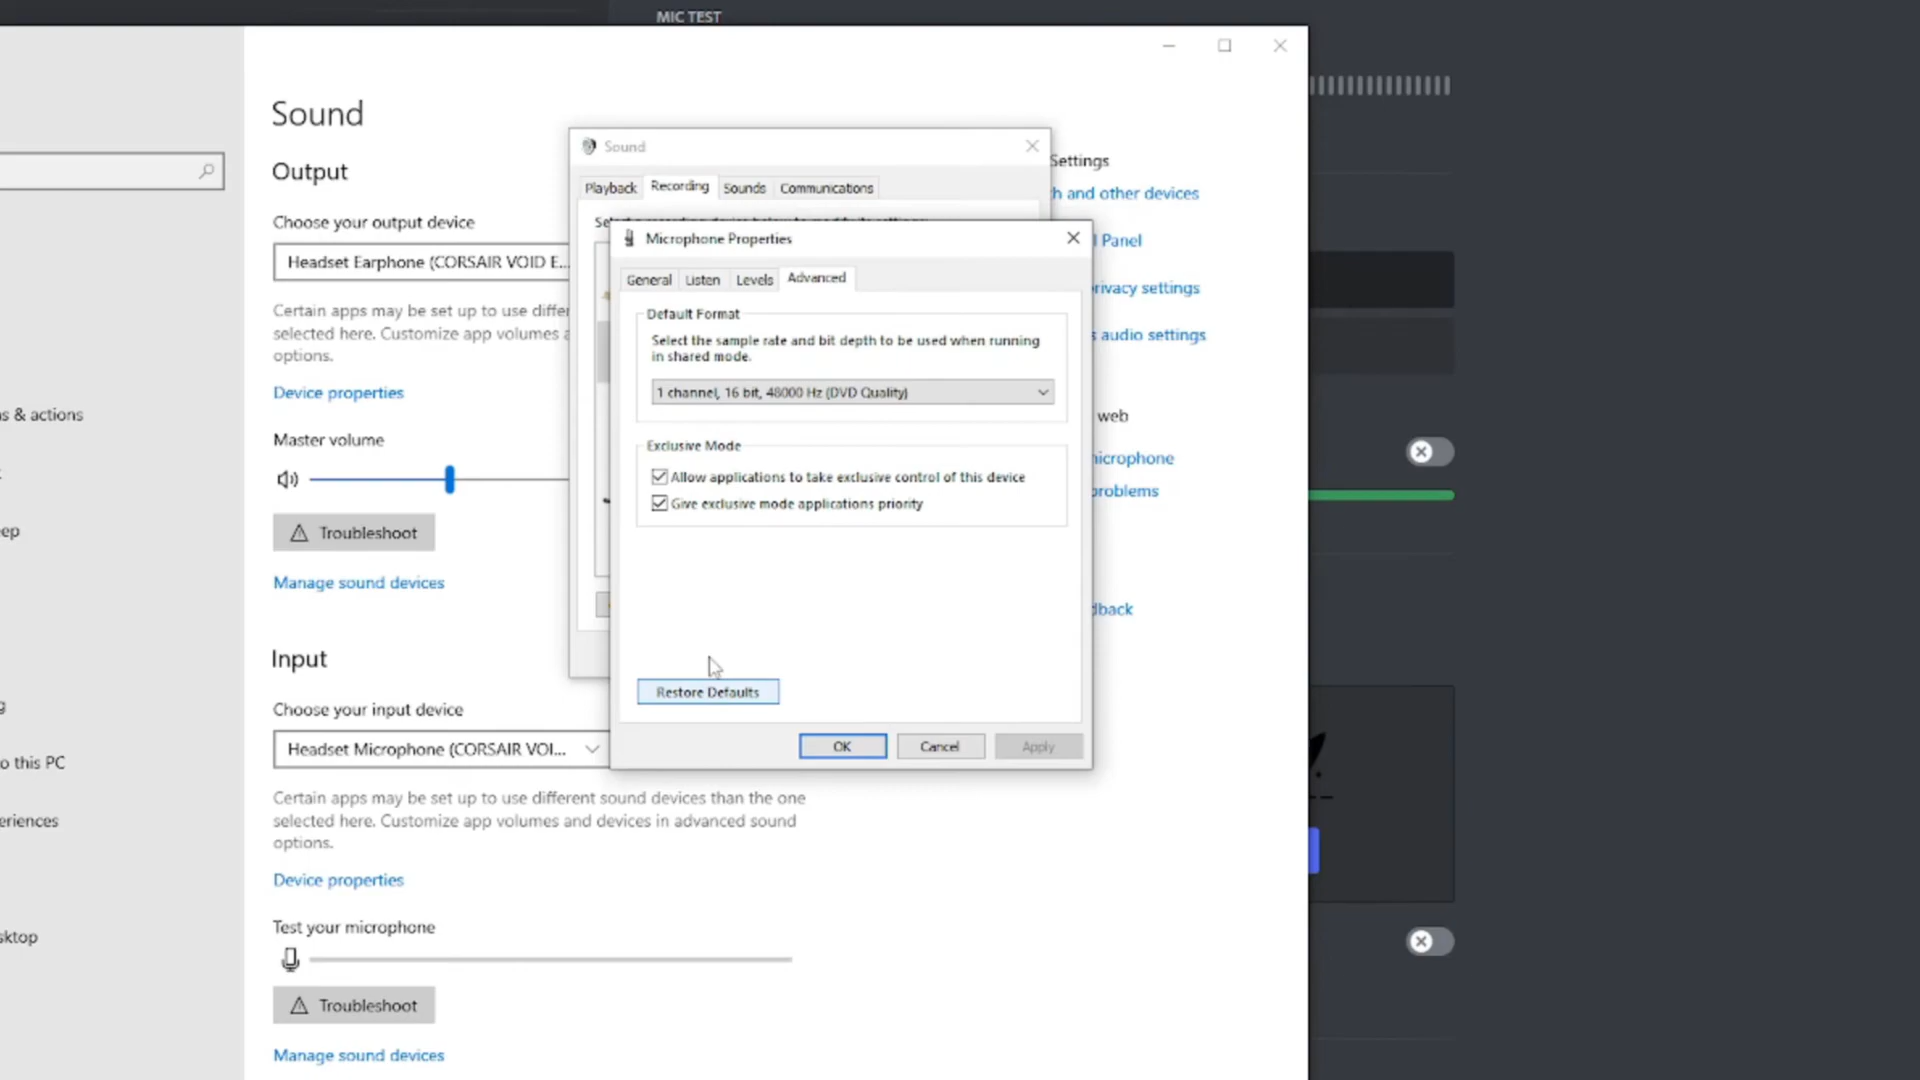 MIC TEST
Sound
Output
Choose your output device
Headset Earphone (CORSAIR VOID E...
Certain apps may be set up to use differ
selected here. Customize app volumes a
options.
Device properties
Master volume
Troubleshoot
Manage sound devices
Input
Choose your input device
Headset Microphone (CORSAIR VOI...
Certain apps may be set up to use different sound devices than the one
selected here. Customize app volumes and devices in advanced sound
options.
Device properties
Test your microphone
Troubleshoot
Manage sound devices
s & actions
ep
g
o this PC
eriences
sktop
Sound
Playback
Recording
Sounds
Communications
Microphone Properties
General
Listen
Levels
Advanced
Default Format
Select the sample rate and bit depth to be used when running
in shared mode.
1 channel, 16 bit, 48000 Hz (DVD Quality)
Exclusive Mode
Allow applications to take exclusive control of this device
Give exclusive mode applications priority
Restore Defaults
OK
Cancel
Apply
Settings
h and other devices
l Panel
rivacy settings
s audio settings
web
microphone
problems
dback